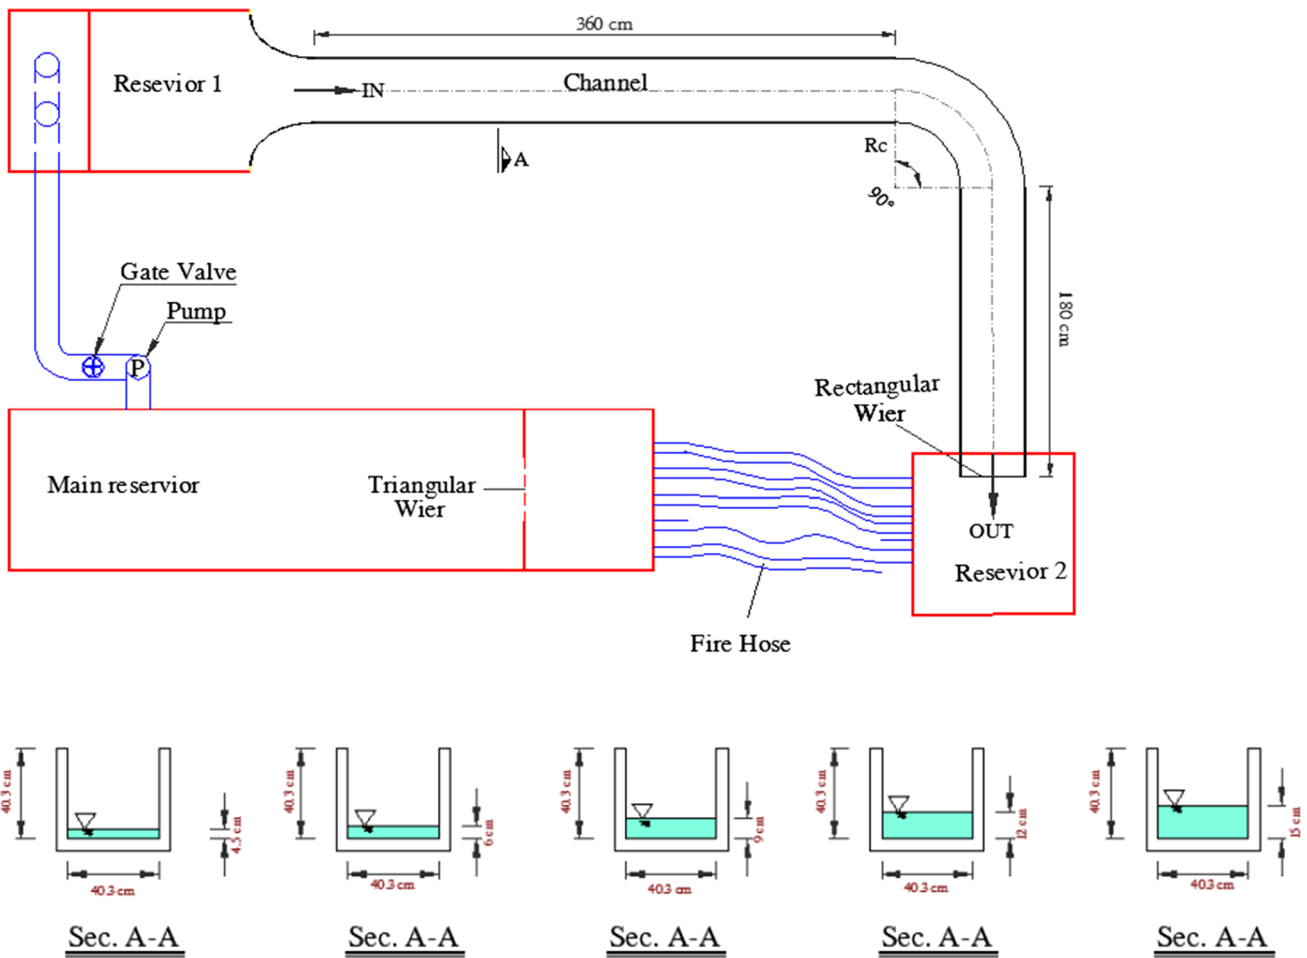 360 cm
Resevior 1
IN
Channel
A
Rc
90°
Gate Valve
Pump
P
180 cm
Rectangular
Wier
Main reservior
Triangular
Wier
OUT
Resevior 2
Fire Hose
40.3 cm
4.5 cm
40.3 cm
Sec. A-A
40.3 cm
6 cm
40.3 cm
Sec. A-A
40.3 cm
9 cm
40.3 cm
Sec. A-A
40.3 cm
12 cm
40.3 cm
Sec. A-A
40.3 cm
15 cm
40.3 cm
Sec. A-A